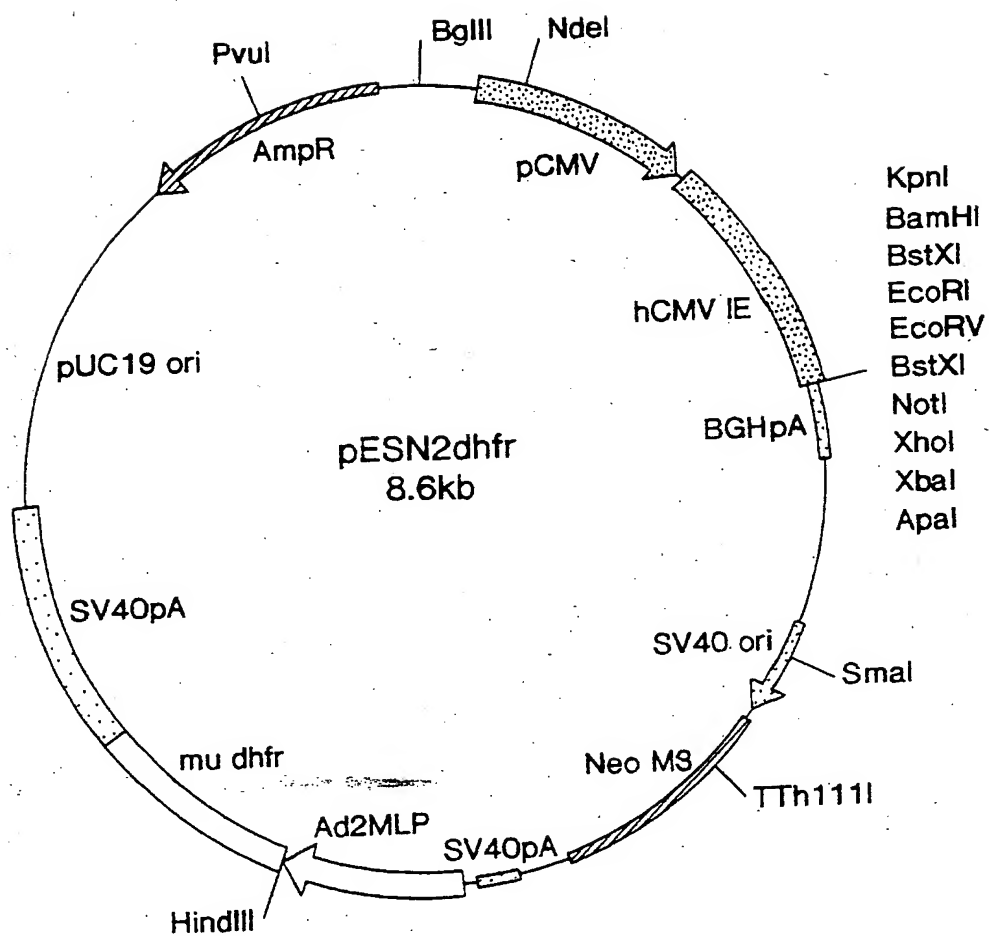 BglII
NdeI
PvuI
AmpR
pCMV
KpnI
BamHI
BstXI
EcoRI
EcoRV
BstXI
NotI
XhoI
XbaI
ApaI
hCMV IE
pUC19 ori
BGHpA
pESN2dhfr
8.6kb
SV40pA
SV40 ori
SmaI
mu dhfr
Neo M3
TTh111I
Ad2MLP
SV40pA
HindIII